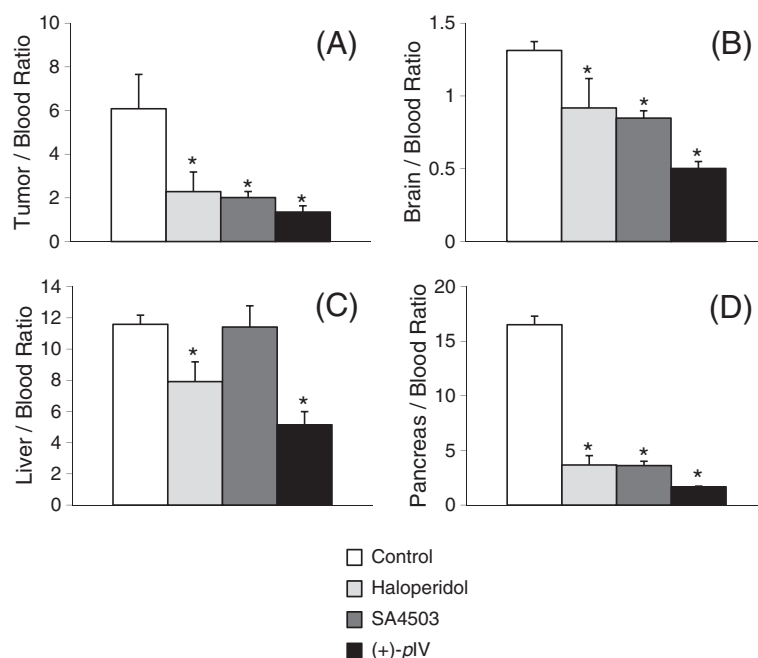 10
8
6
4
2
0
Tumor / Blood Ratio
(A)
*
*
*
1.5
1
0.5
0
Brain / Blood Ratio
(B)
*
*
*
14
12
10
8
6
4
2
0
Liver / Blood Ratio
(C)
*
*
20
15
10
5
0
Pancreas / Blood Ratio
(D)
*
*
*
Control
Haloperidol
SA4503
(+)-pIV